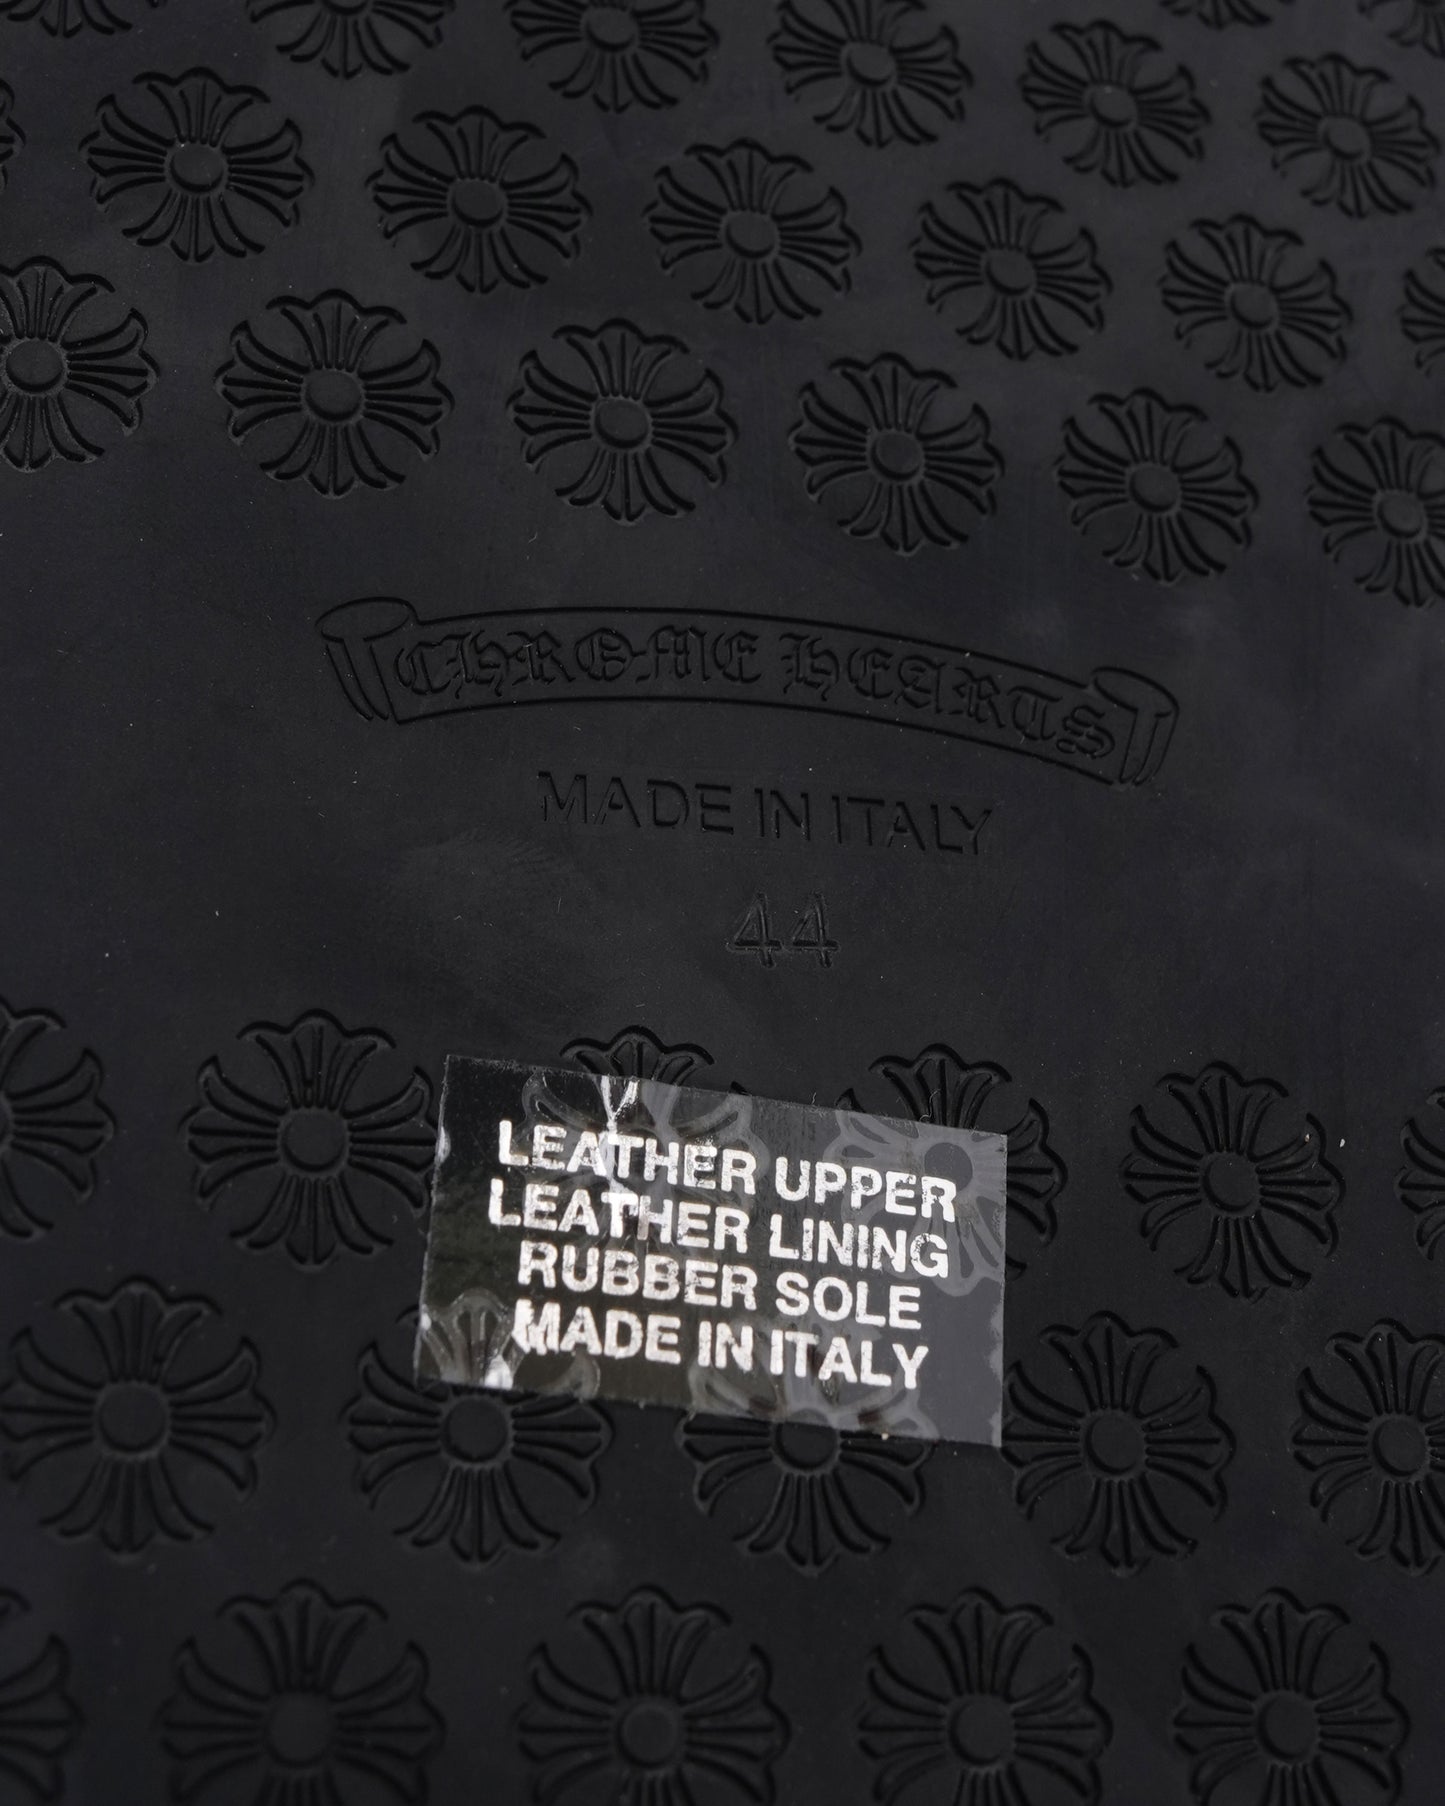 CHROME HEARTS
MADE IN ITALY
44
LEATHER UPPER
LEATHER LINING
RUBBER SOLE
MADE IN ITALY